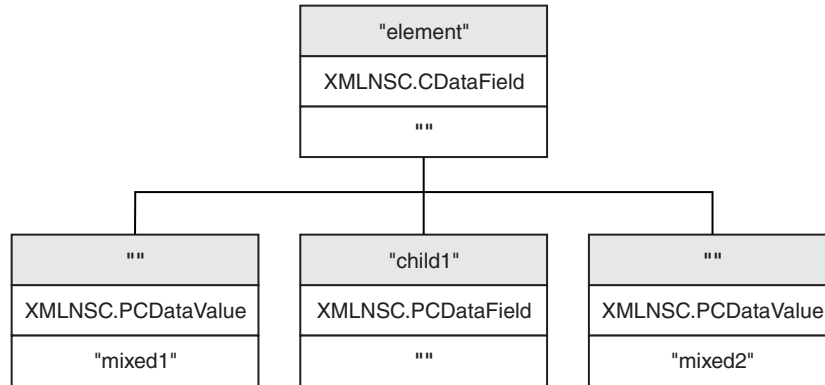 "element"
XMLNSC.CDataField
""
"" "child1" ""
XMLNSC.PCDataValue XMLNSC.PCDataField XMLNSC.PCDataValue
"mixed1" "" "mixed2"